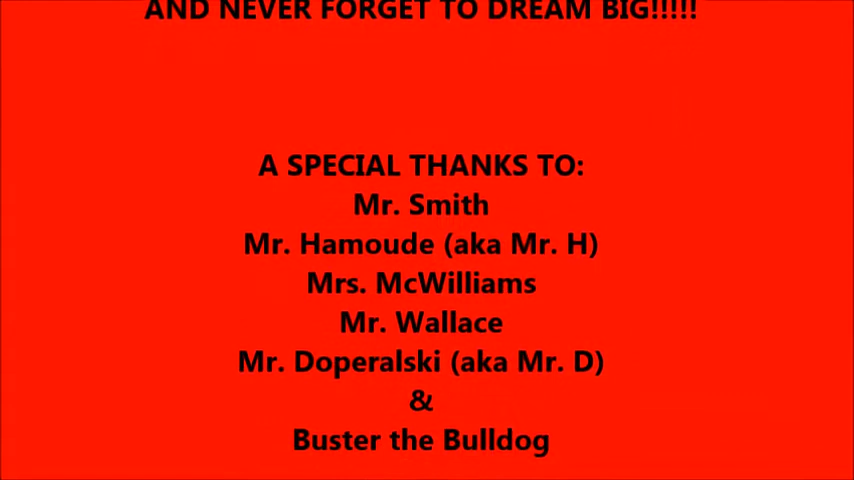 AND NEVER FORGET TO DREAM BIG!!!!!
A SPECIAL THANKS TO:
Mr. Smith
Mr. Hamoude (aka Mr. H)
Mrs. McWilliams
Mr. Wallace
Mr. Doperalski (aka Mr. D)
&
Buster the Bulldog